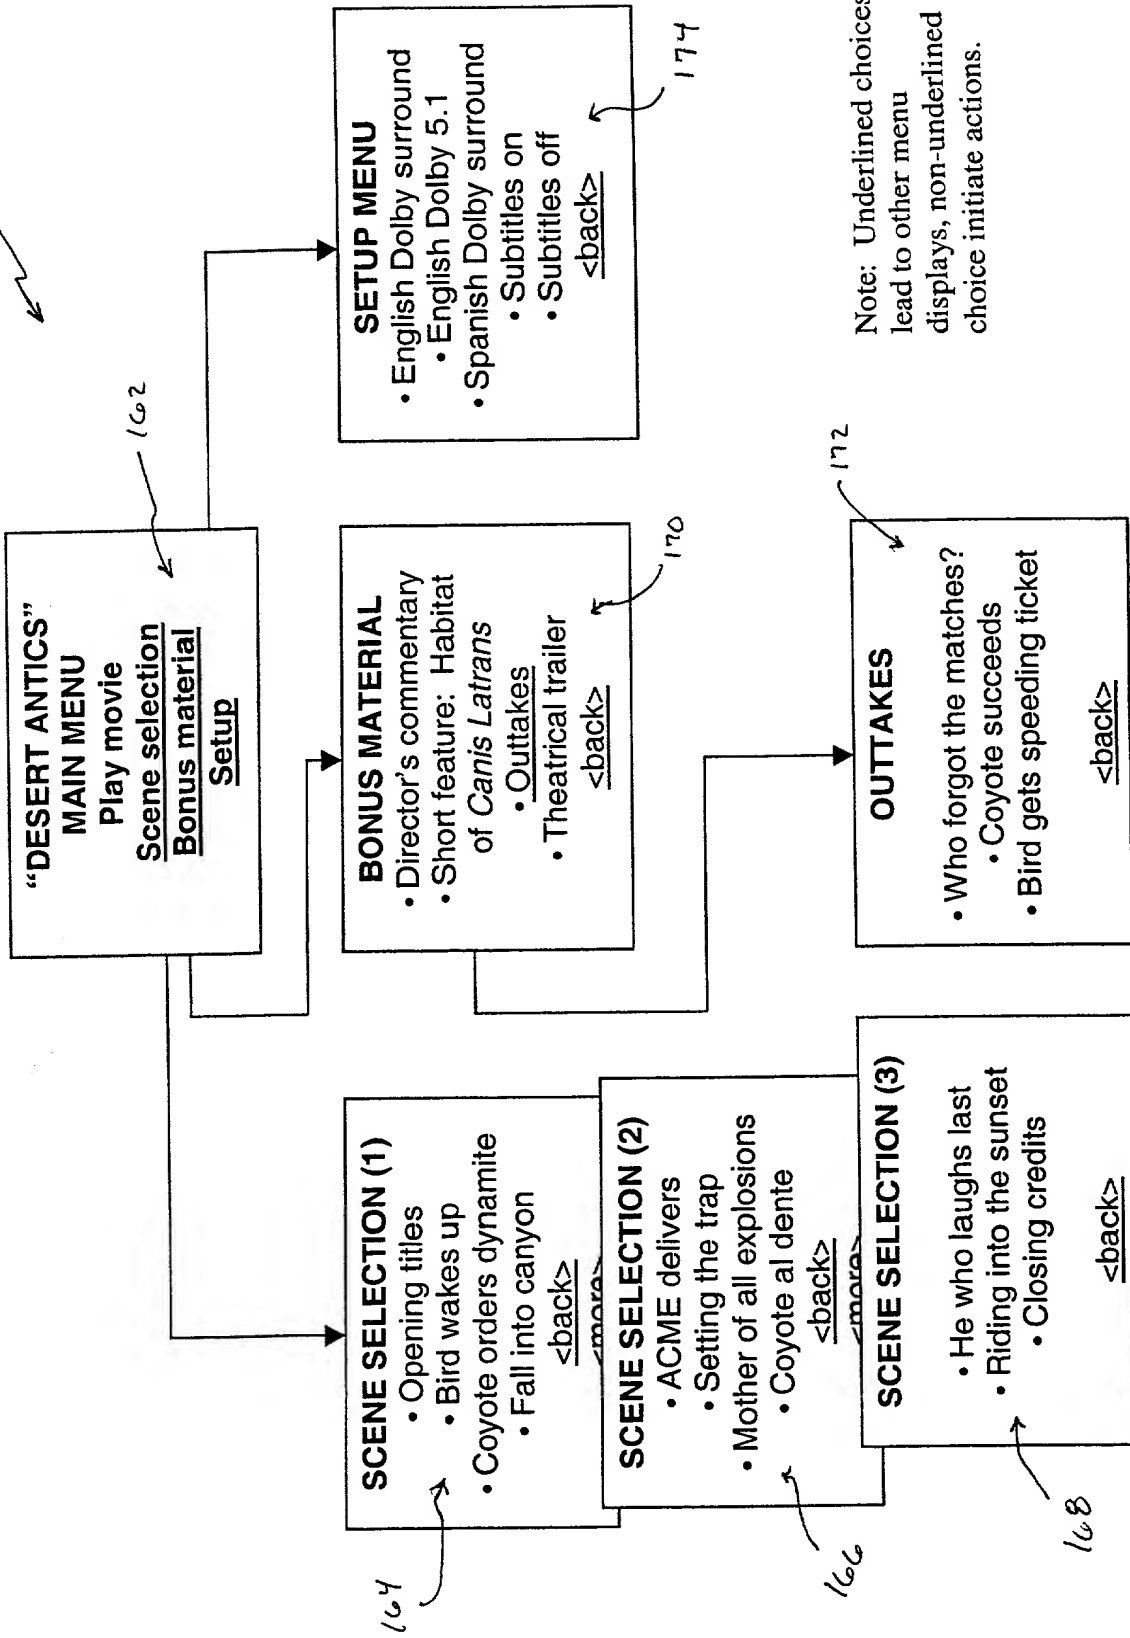 “DESERT ANTICS”
MAIN MENU
Play movie
Scene selection
Bonus material
Setup
162
SCENE SELECTION (1)
• Opening titles
• Bird wakes up
• Coyote orders dynamite
• Fall into canyon
<back>
<more>
164
SCENE SELECTION (2)
• ACME delivers
• Setting the trap
• Mother of all explosions
• Coyote al dente
<back>
<more>
166
SCENE SELECTION (3)
• He who laughs last
• Riding into the sunset
• Closing credits
<back>
168
BONUS MATERIAL
• Director's commentary
• Short feature: Habitat
of Canis Latrans
• Outtakes
• Theatrical trailer
<back>
170
OUTTAKES
• Who forgot the matches?
• Coyote succeeds
• Bird gets speeding ticket
<back>
172
SETUP MENU
• English Dolby surround
• English Dolby 5.1
• Spanish Dolby surround
• Subtitles on
• Subtitles off
<back>
174
Note: Underlined choices
lead to other menu
displays, non-underlined
choice initiate actions.